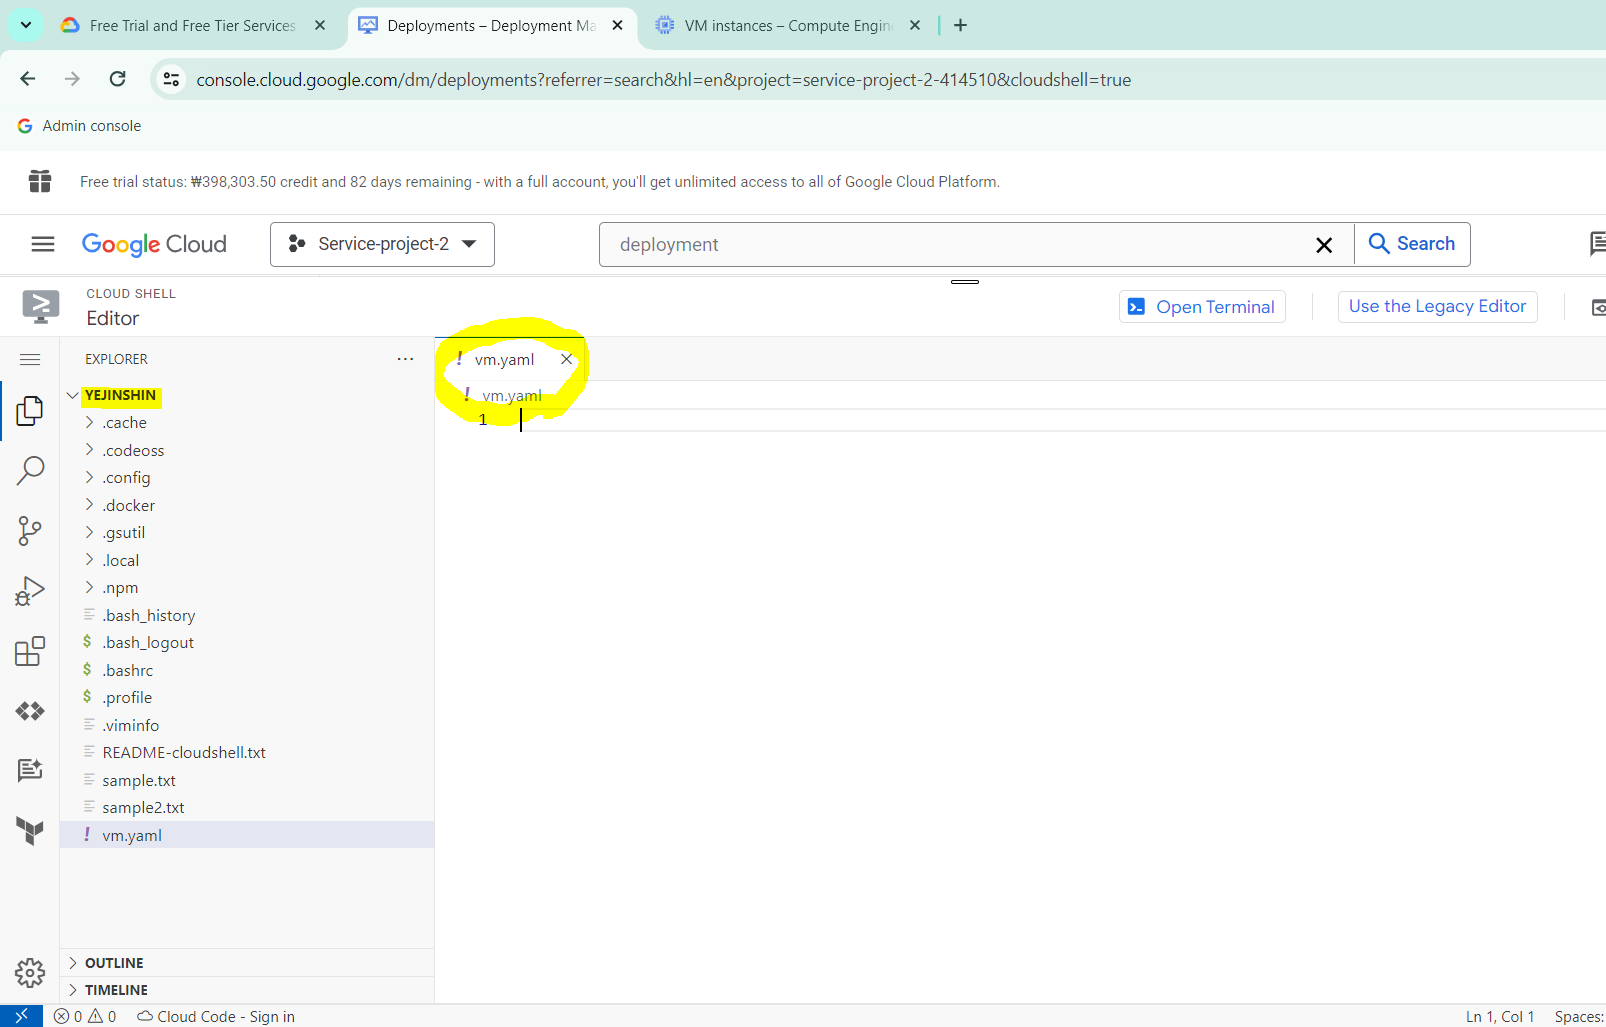 Free Trial and Free Tier Services
Deployments – Deployment Ma
VM instances – Compute Engin
console.cloud.google.com/dm/deployments?referrer=search&hl=en&project=service-project-2-414510&cloudshell=true
Admin console
Free trial status: ₩398,303.50 credit and 82 days remaining - with a full account, you'll get unlimited access to all of Google Cloud Platform.
Google Cloud
Service-project-2
deployment
Search
CLOUD SHELL
Editor
Open Terminal
Use the Legacy Editor
EXPLORER
YEJINSHIN
.cache
.codeoss
.config
.docker
.gsutil
.local
.npm
.bash_history
$ .bash_logout
$ .bashrc
$ .profile
.viminfo
README-cloudshell.txt
sample.txt
sample2.txt
! vm.yaml
OUTLINE
TIMELINE
! vm.yaml
! vm.yaml
1
0 0 Cloud Code - Sign in
Ln 1, Col 1 Spaces: